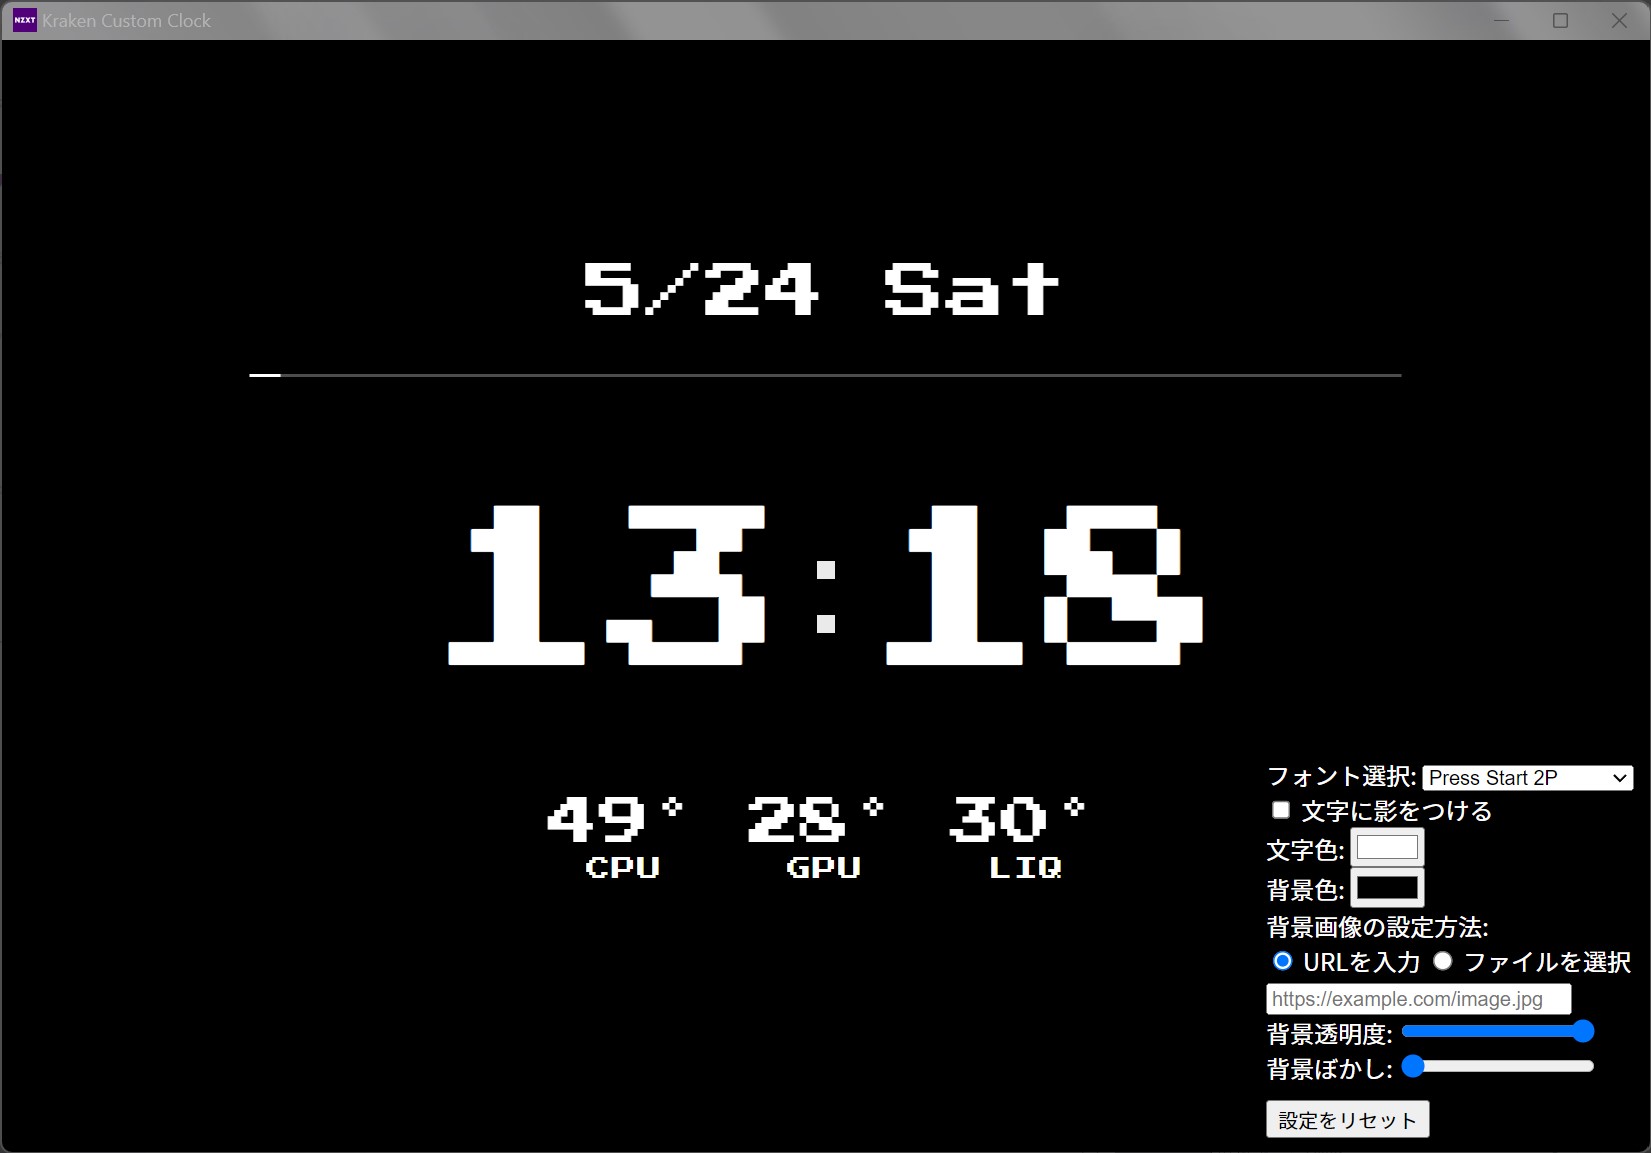 NZXT Kraken Custom Clock
5/24 Sat
13:18
49° 28° 30°
CPU GPU LIQ
フォント選択: Press Start 2P
文字に影をつける
文字色:
背景色:
背景画像の設定方法:
URLを入力 ファイルを選択
https://example.com/image.jpg
背景透明度:
背景ぼかし:
設定をリセット